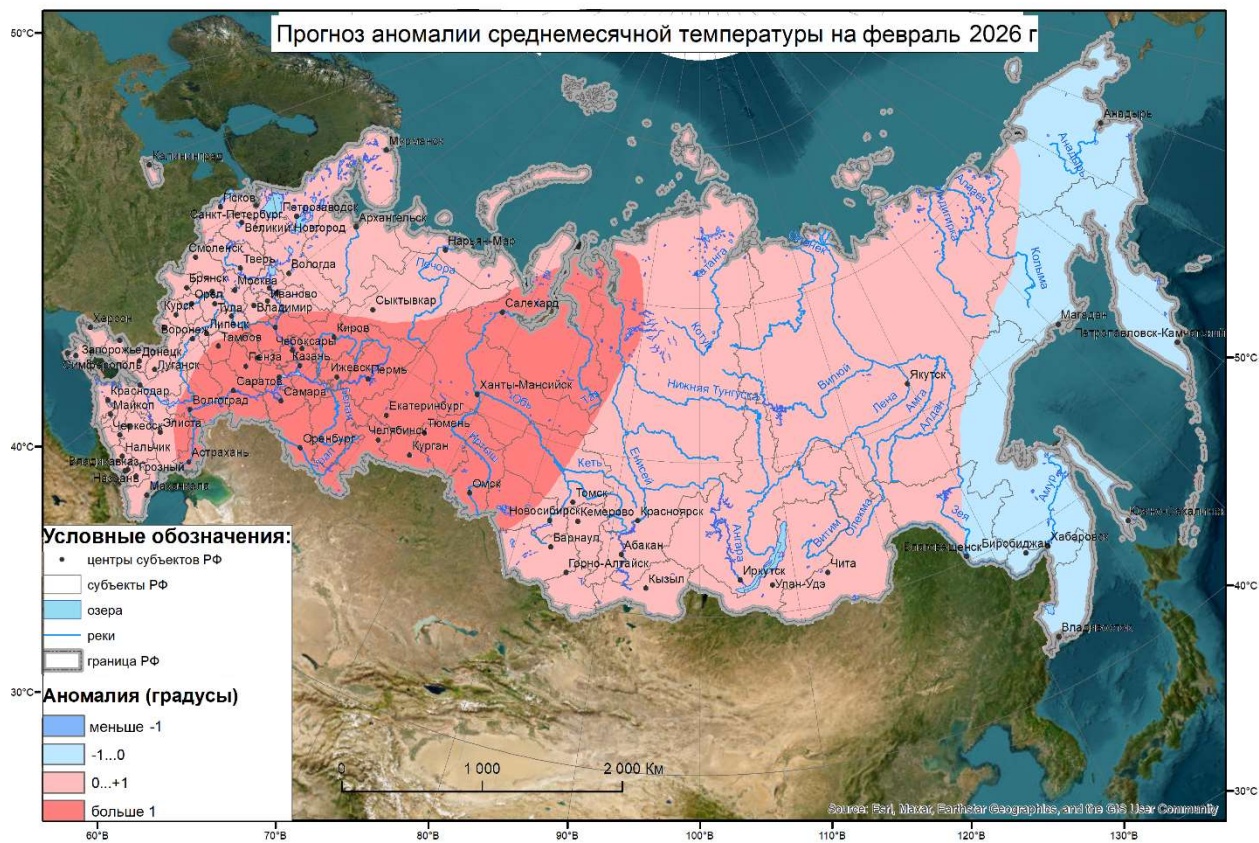 Прогноз аномалии среднемесячной температуры на февраль 2026 г
50°С
40°С
30°С
50°С
40°С
30°С
60°В
70°В
80°В
90°В
100°В
110°В
120°В
130°В
Анадырь
Анадырь
Мурманск
Калининград
Псков
Петрозаводск
Санкт-Петербург
Великий Новгород
Архангельск
Нарьян-Мар
Печора
Смоленск
Тверь
Вологда
Брянск
Москва
Иваново
Орёл
Тула
Владимир
Курск
Сыктывкар
Салехард
Херсон
Воронеж
Липецк
Тамбов
Киров
Чебоксары
Запорожье
Донецк
Пенза
Казань
Симферополь
Луганск
Ижевск
Пермь
Саратов
Самара
Белая
Ханты-Мансийск
Обь
Таз
Краснодар
Волгоград
Екатеринбург
Майкоп
Тюмень
Черкесск
Элиста
Оренбург
Челябинск
Курган
Урал
Иртыш
Нальчик
Астрахань
Владикавказ
Грозный
Назрань
Махачкала
Омск
Кеть
Енисей
Томск
Новосибирск
Кемерово
Красноярск
Барнаул
Абакан
Горно-Алтайск
Кызыл
Ангара
Иркутск
Улан-Удэ
Чита
Витим
Олекма
Хатанга
Котуй
Оленек
Нижняя Тунгуска
Вилюй
Лена
Якутск
Амга
Алдан
Алазея
Индигирка
Колыма
Магадан
Петропавловск-Камчатский
Зея
Амур
Благовещенск
Биробиджан
Хабаровск
Южно-Сахалинск
Владивосток
Условные обозначения:
центры субъектов РФ
субъекты РФ
озера
реки
граница РФ
Аномалия (градусы)
меньше -1
-1...0
0...+1
больше 1
0 1 000 2 000 Км
Source: Esri, Maxar, Earthstar Geographics, and the GIS User Community